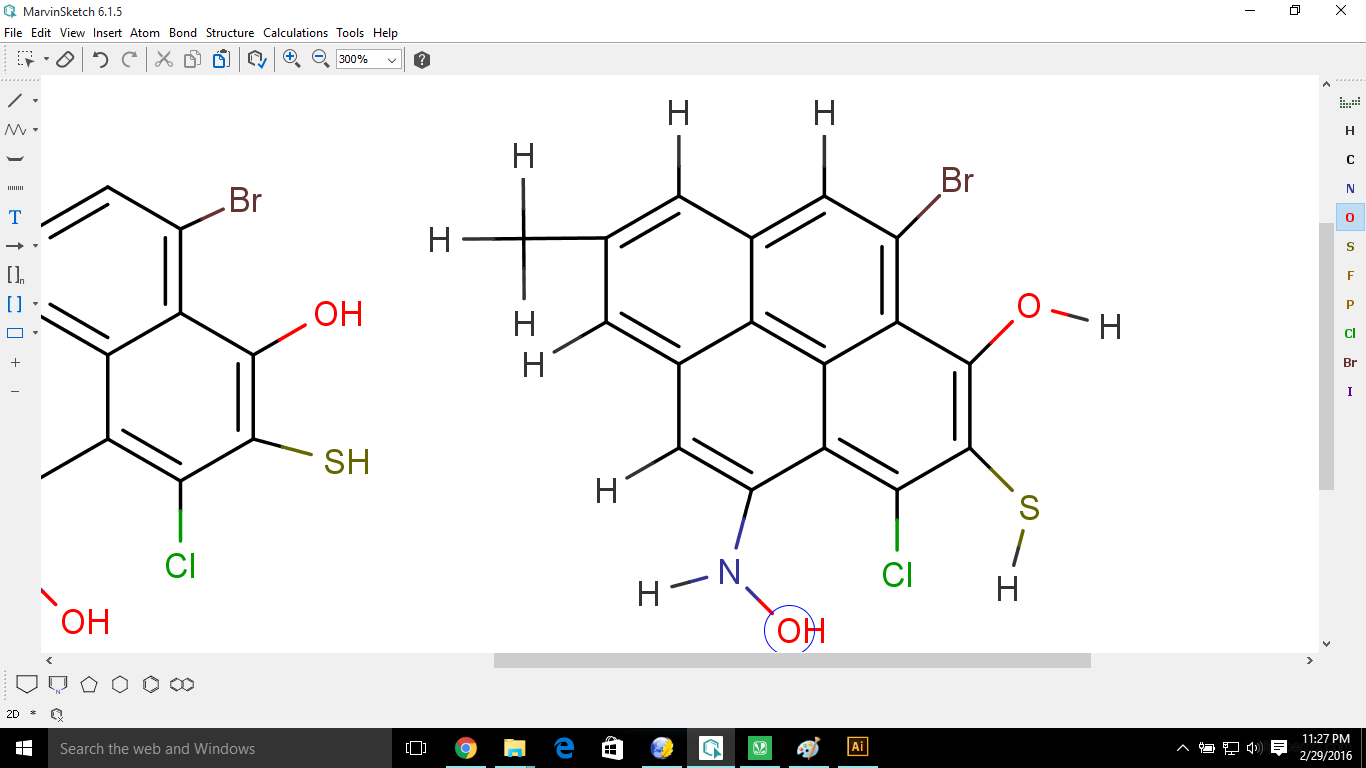 MarvinSketch 6.1.5
File Edit View Insert Atom Bond Structure Calculations Tools Help
300% ?
H H
H Br
Br
H
OH
O H
H
H
SH
H
S
Cl
N Cl
H H
OH
OH
T
[ ]n
[ ]
+
−
H
C
N
O
S
F
P
Cl
Br
I
N
2D *
Search the web and Windows
Ai
11:27 PM
2/29/2016